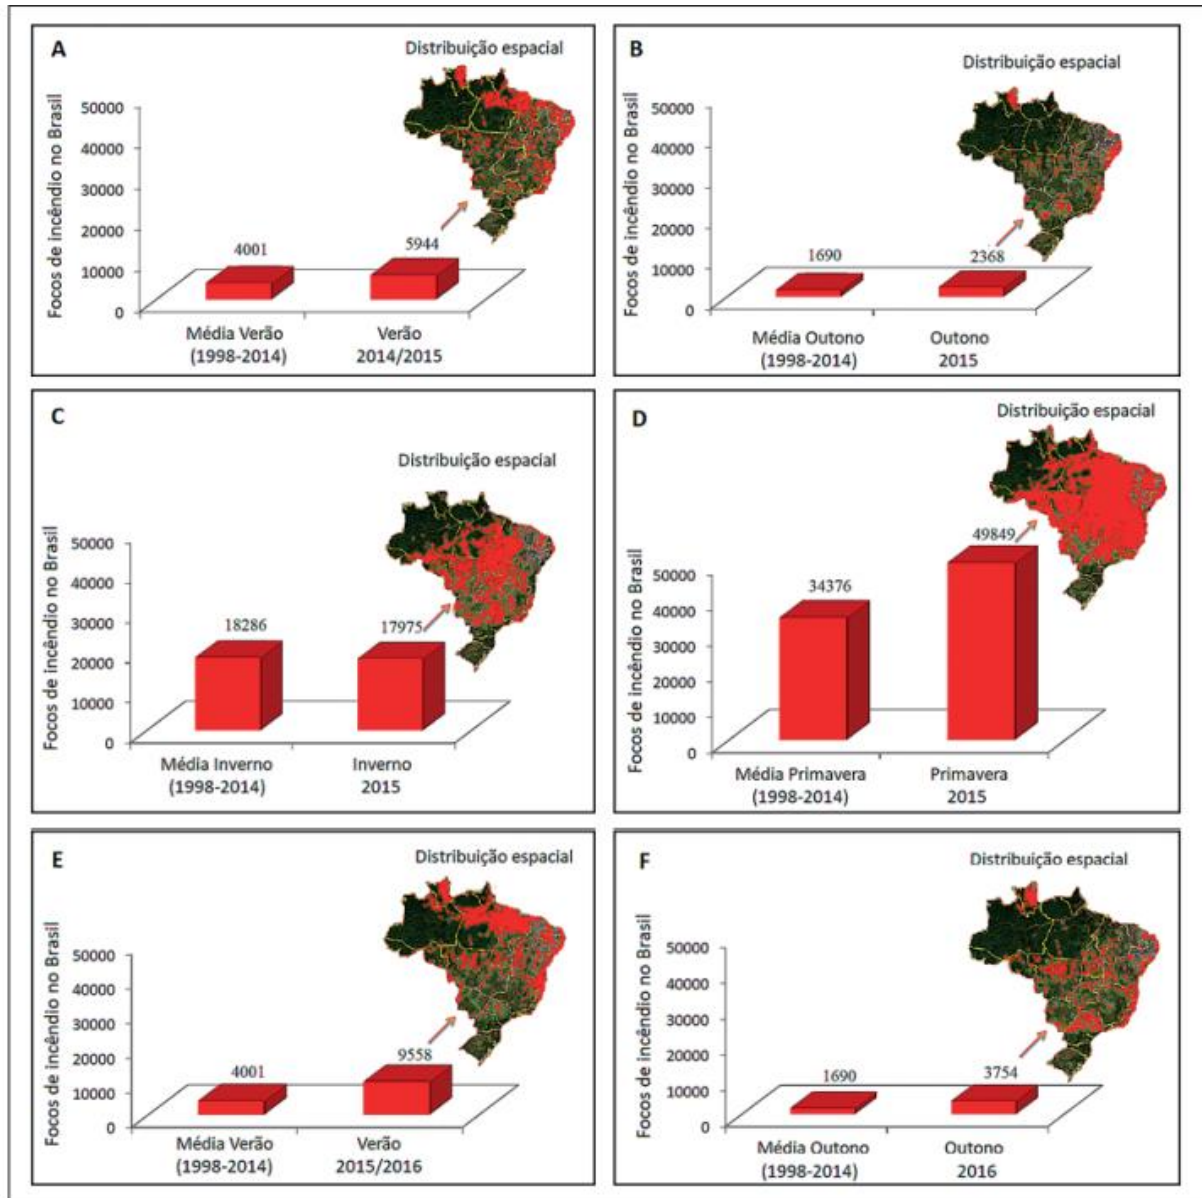 A
Distribuição espacial
Focos de incêndio no Brasil
50000
40000
30000
20000
10000
0
4001
5944
Média Verão
(1998-2014)
Verão
2014/2015
B
Distribuição espacial
Focos de incêndio no Brasil
50000
40000
30000
20000
10000
0
1690
2368
Média Outono
(1998-2014)
Outono
2015
C
Distribuição espacial
Focos de incêndio no Brasil
50000
40000
30000
20000
10000
0
18286
17975
Média Inverno
(1998-2014)
Inverno
2015
D
Distribuição espacial
Focos de incêndio no Brasil
50000
40000
30000
20000
10000
0
34376
49849
Média Primavera
(1998-2014)
Primavera
2015
E
Distribuição espacial
Focos de incêndio no Brasil
50000
40000
30000
20000
10000
0
4001
9558
Média Verão
(1998-2014)
Verão
2015/2016
F
Distribuição espacial
Focos de incêndio no Brasil
50000
40000
30000
20000
10000
0
1690
3754
Média Outono
(1998-2014)
Outono
2016